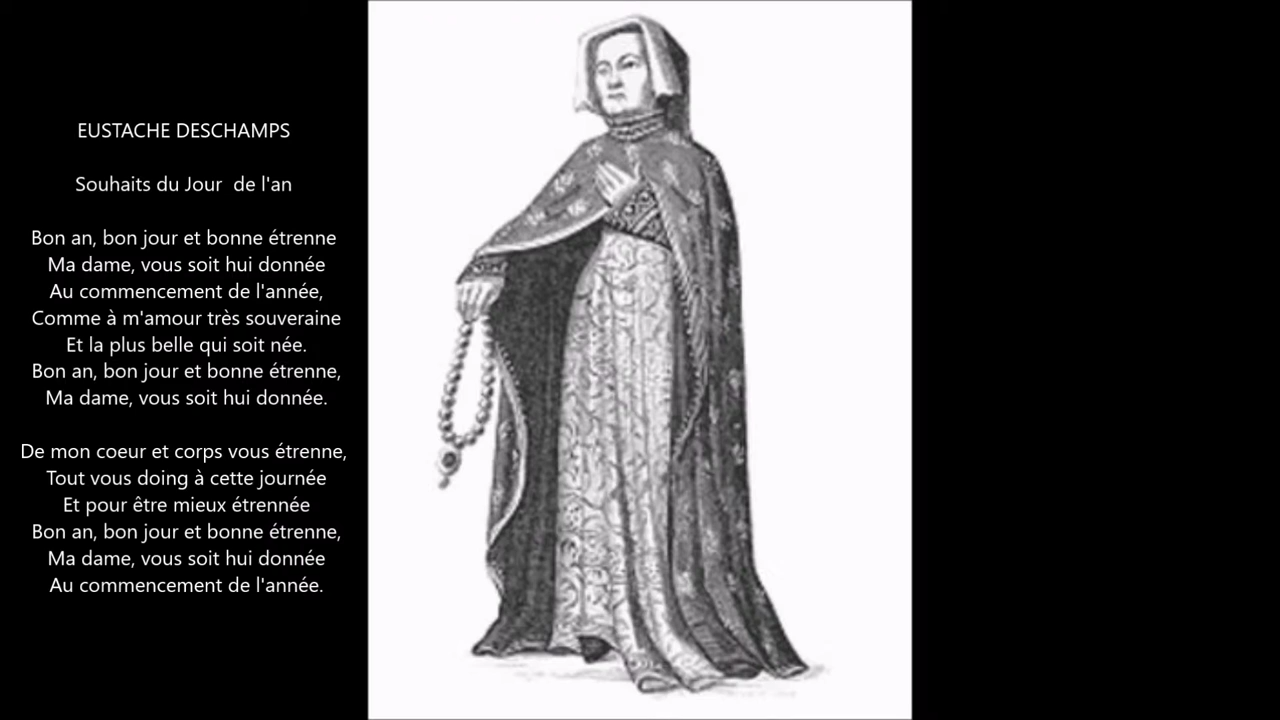 EUSTACHE DESCHAMPS
Souhaits du Jour de l'an
Bon an, bon jour et bonne étrenne
Ma dame, vous soit hui donnée
Au commencement de l'année,
Comme à m'amour très souveraine
Et la plus belle qui soit née.
Bon an, bon jour et bonne étrenne,
Ma dame, vous soit hui donnée.
De mon coeur et corps vous étrenne,
Tout vous doing à cette journée
Et pour être mieux étrennée
Bon an, bon jour et bonne étrenne,
Ma dame, vous soit hui donnée
Au commencement de l'année.